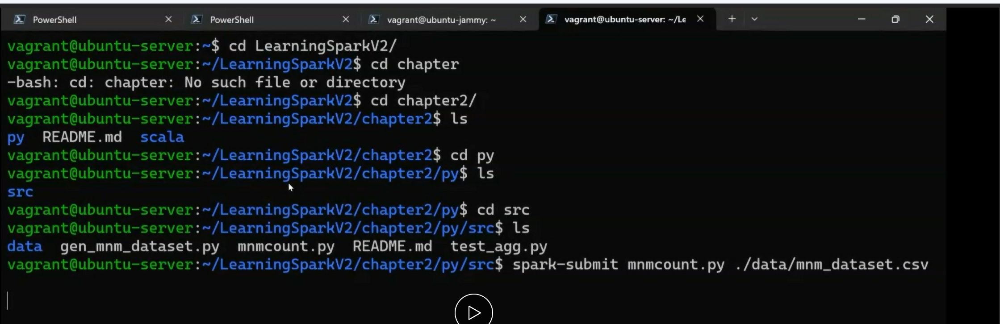 PowerShell
PowerShell
vagrant@ubuntu-jammy: ~
vagrant@ubuntu-server: ~/Le
vagrant@ubuntu-server:~$ cd LearningSparkV2/
vagrant@ubuntu-server:~/LearningSparkV2$ cd chapter
-bash: cd: chapter: No such file or directory
vagrant@ubuntu-server:~/LearningSparkV2$ cd chapter2/
vagrant@ubuntu-server:~/LearningSparkV2/chapter2$ ls
py  README.md  scala
vagrant@ubuntu-server:~/LearningSparkV2/chapter2$ cd py
vagrant@ubuntu-server:~/LearningSparkV2/chapter2/py$ ls
src
vagrant@ubuntu-server:~/LearningSparkV2/chapter2/py$ cd src
vagrant@ubuntu-server:~/LearningSparkV2/chapter2/py/src$ ls
data  gen_mnm_dataset.py  mnmcount.py  README.md  test_agg.py
vagrant@ubuntu-server:~/LearningSparkV2/chapter2/py/src$ spark-submit mnmcount.py ./data/mnm_dataset.csv